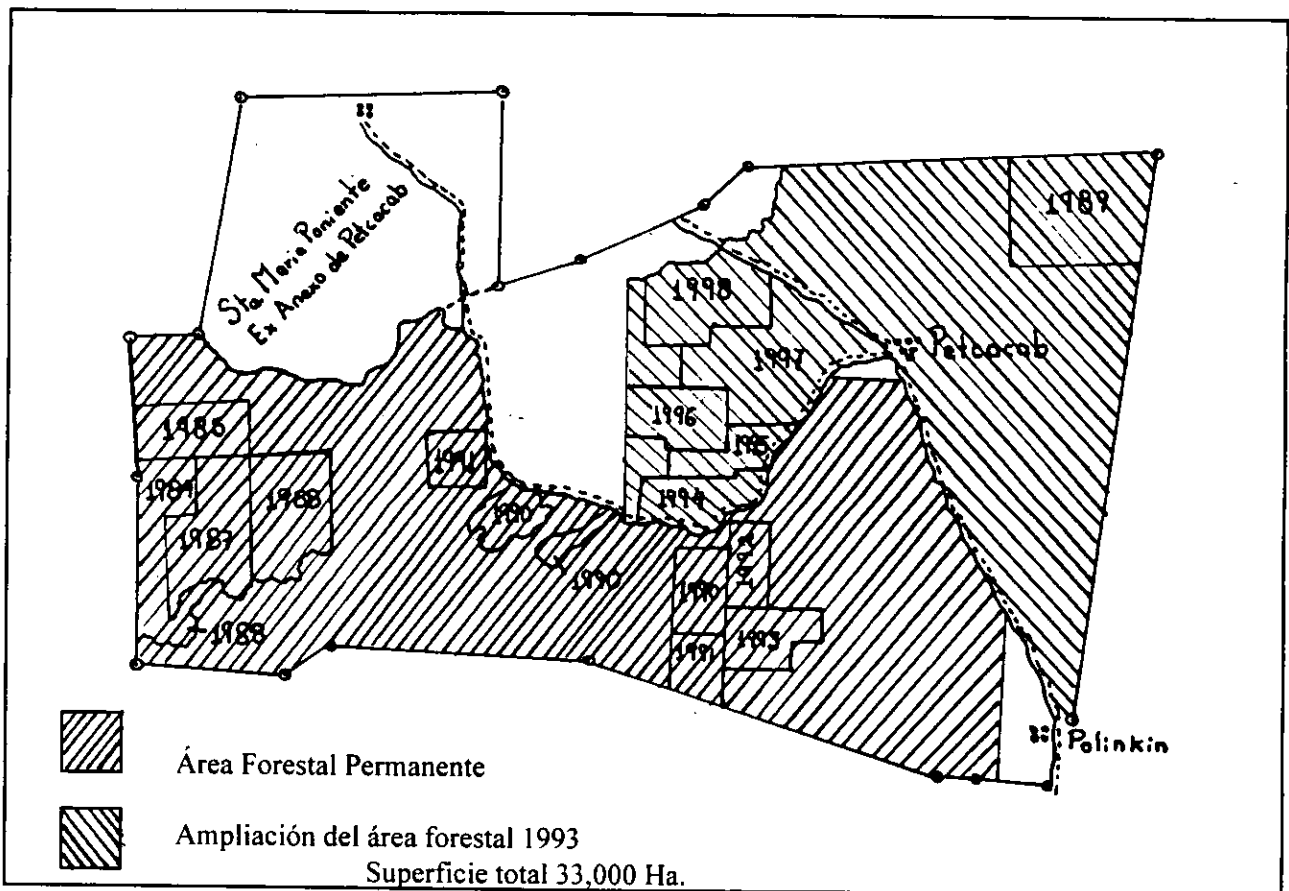 Sta. Maria Poniente
Ex Anexo de Petcacab
1989
1998
Petcacab
1997
1996
1985
1995
1991
1989
1988
1994
1990
1987
1992
1990
1990
1988
1993
1991
Polinkin
Área Forestal Permanente
Ampliación del área forestal 1993
Superficie total 33,000 Ha.